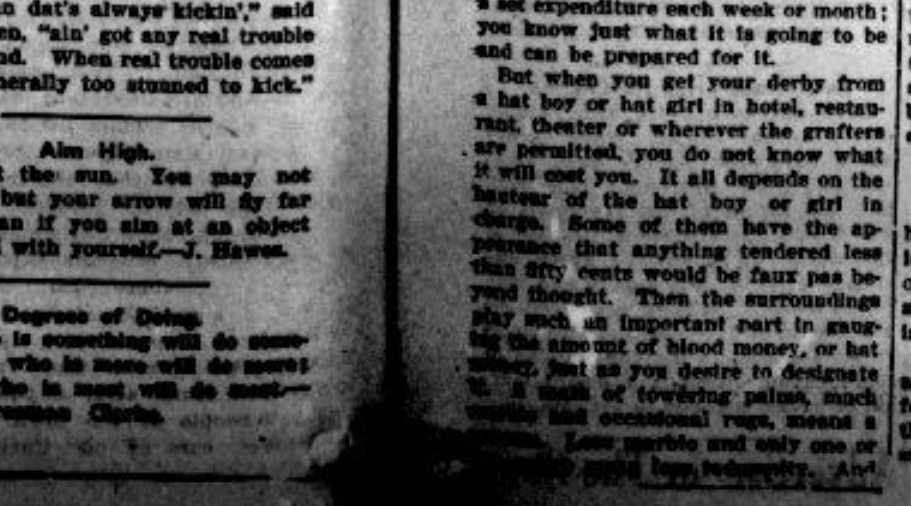 dat's always kickin'," said
"ain' got any real trouble
When real trouble comes
too stunned to kick."
Aim High.
the sun. You may not
but your arrow will fly far
if you aim at an object
with yourself.—J. Hawes.
Degrees of Doing.
is something will do some-
who is more will do more;
is most will do most.—
Clarke.
a set expenditure each week or month;
you know just what it is going to be
and can be prepared for it.
But when you get your derby from
a hat boy or hat girl in hotel, restau-
rant, theater or wherever the grafters
are permitted, you do not know what
it will cost you. It all depends on the
hauteur of the hat boy or girl in
charge. Some of them have the ap-
pearance that anything tendered less
than fifty cents would be faux pas be-
yond thought. Then the surroundings
play such an important part in gaug-
ing the amount of blood money, or hat
money, just as you desire to designate
it. A mass of towering palms, much
and occasional rugs, means a
Less marble and only one or
less indemnity. And